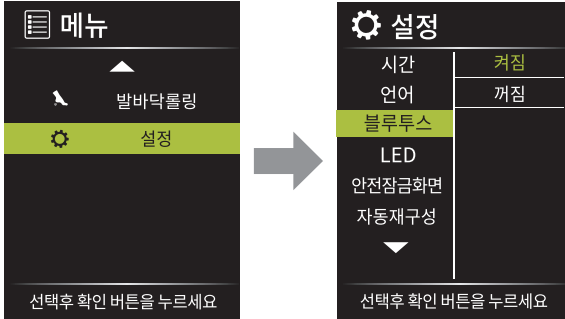 메뉴
발바닥롤링
설정
선택후 확인 버튼을 누르세요
설정
시간
언어
블루투스
LED
안전잠금화면
자동재구성
켜짐
꺼짐
선택후 확인 버튼을 누르세요